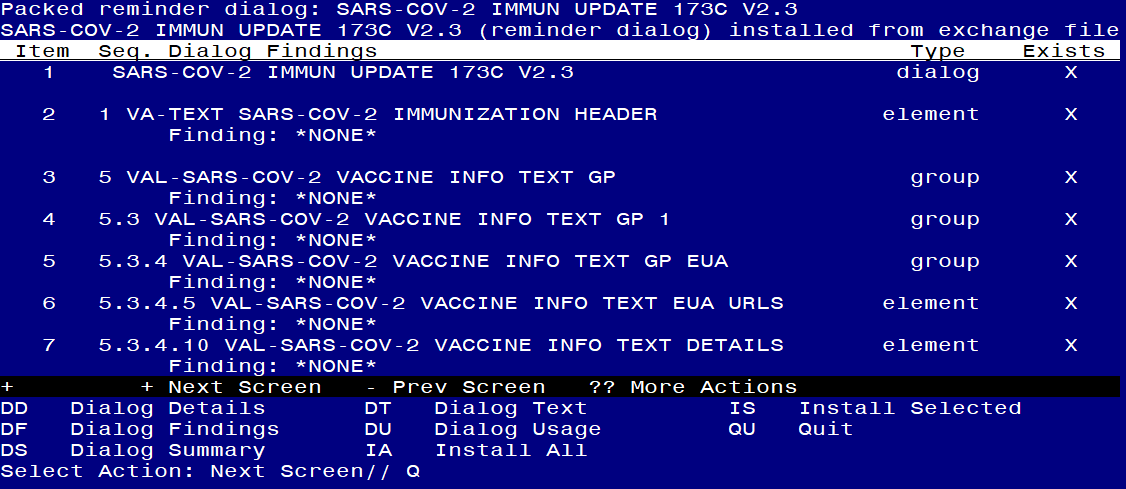 Packed reminder dialog: SARS-COV-2 IMMUN UPDATE 173C V2.3
SARS-COV-2 IMMUN UPDATE 173C V2.3 (reminder dialog) installed from exchange file
Item  Seq. Dialog Findings  Type  Exists
1  SARS-COV-2 IMMUN UPDATE 173C V2.3  dialog  X
2  1 VA-TEXT SARS-COV-2 IMMUNIZATION HEADER  element  X
Finding: *NONE*
3  5 VAL-SARS-COV-2 VACCINE INFO TEXT GP  group  X
Finding: *NONE*
4  5.3 VAL-SARS-COV-2 VACCINE INFO TEXT GP 1  group  X
Finding: *NONE*
5  5.3.4 VAL-SARS-COV-2 VACCINE INFO TEXT GP EUA  group  X
Finding: *NONE*
6  5.3.4.5 VAL-SARS-COV-2 VACCINE INFO TEXT EUA URLS  element  X
Finding: *NONE*
7  5.3.4.10 VAL-SARS-COV-2 VACCINE INFO TEXT DETAILS  element  X
Finding: *NONE*
+  + Next Screen  - Prev Screen  ?? More Actions
DD  Dialog Details  DT  Dialog Text  IS  Install Selected
DF  Dialog Findings  DU  Dialog Usage  QU  Quit
DS  Dialog Summary  IA  Install All
Select Action: Next Screen// Q